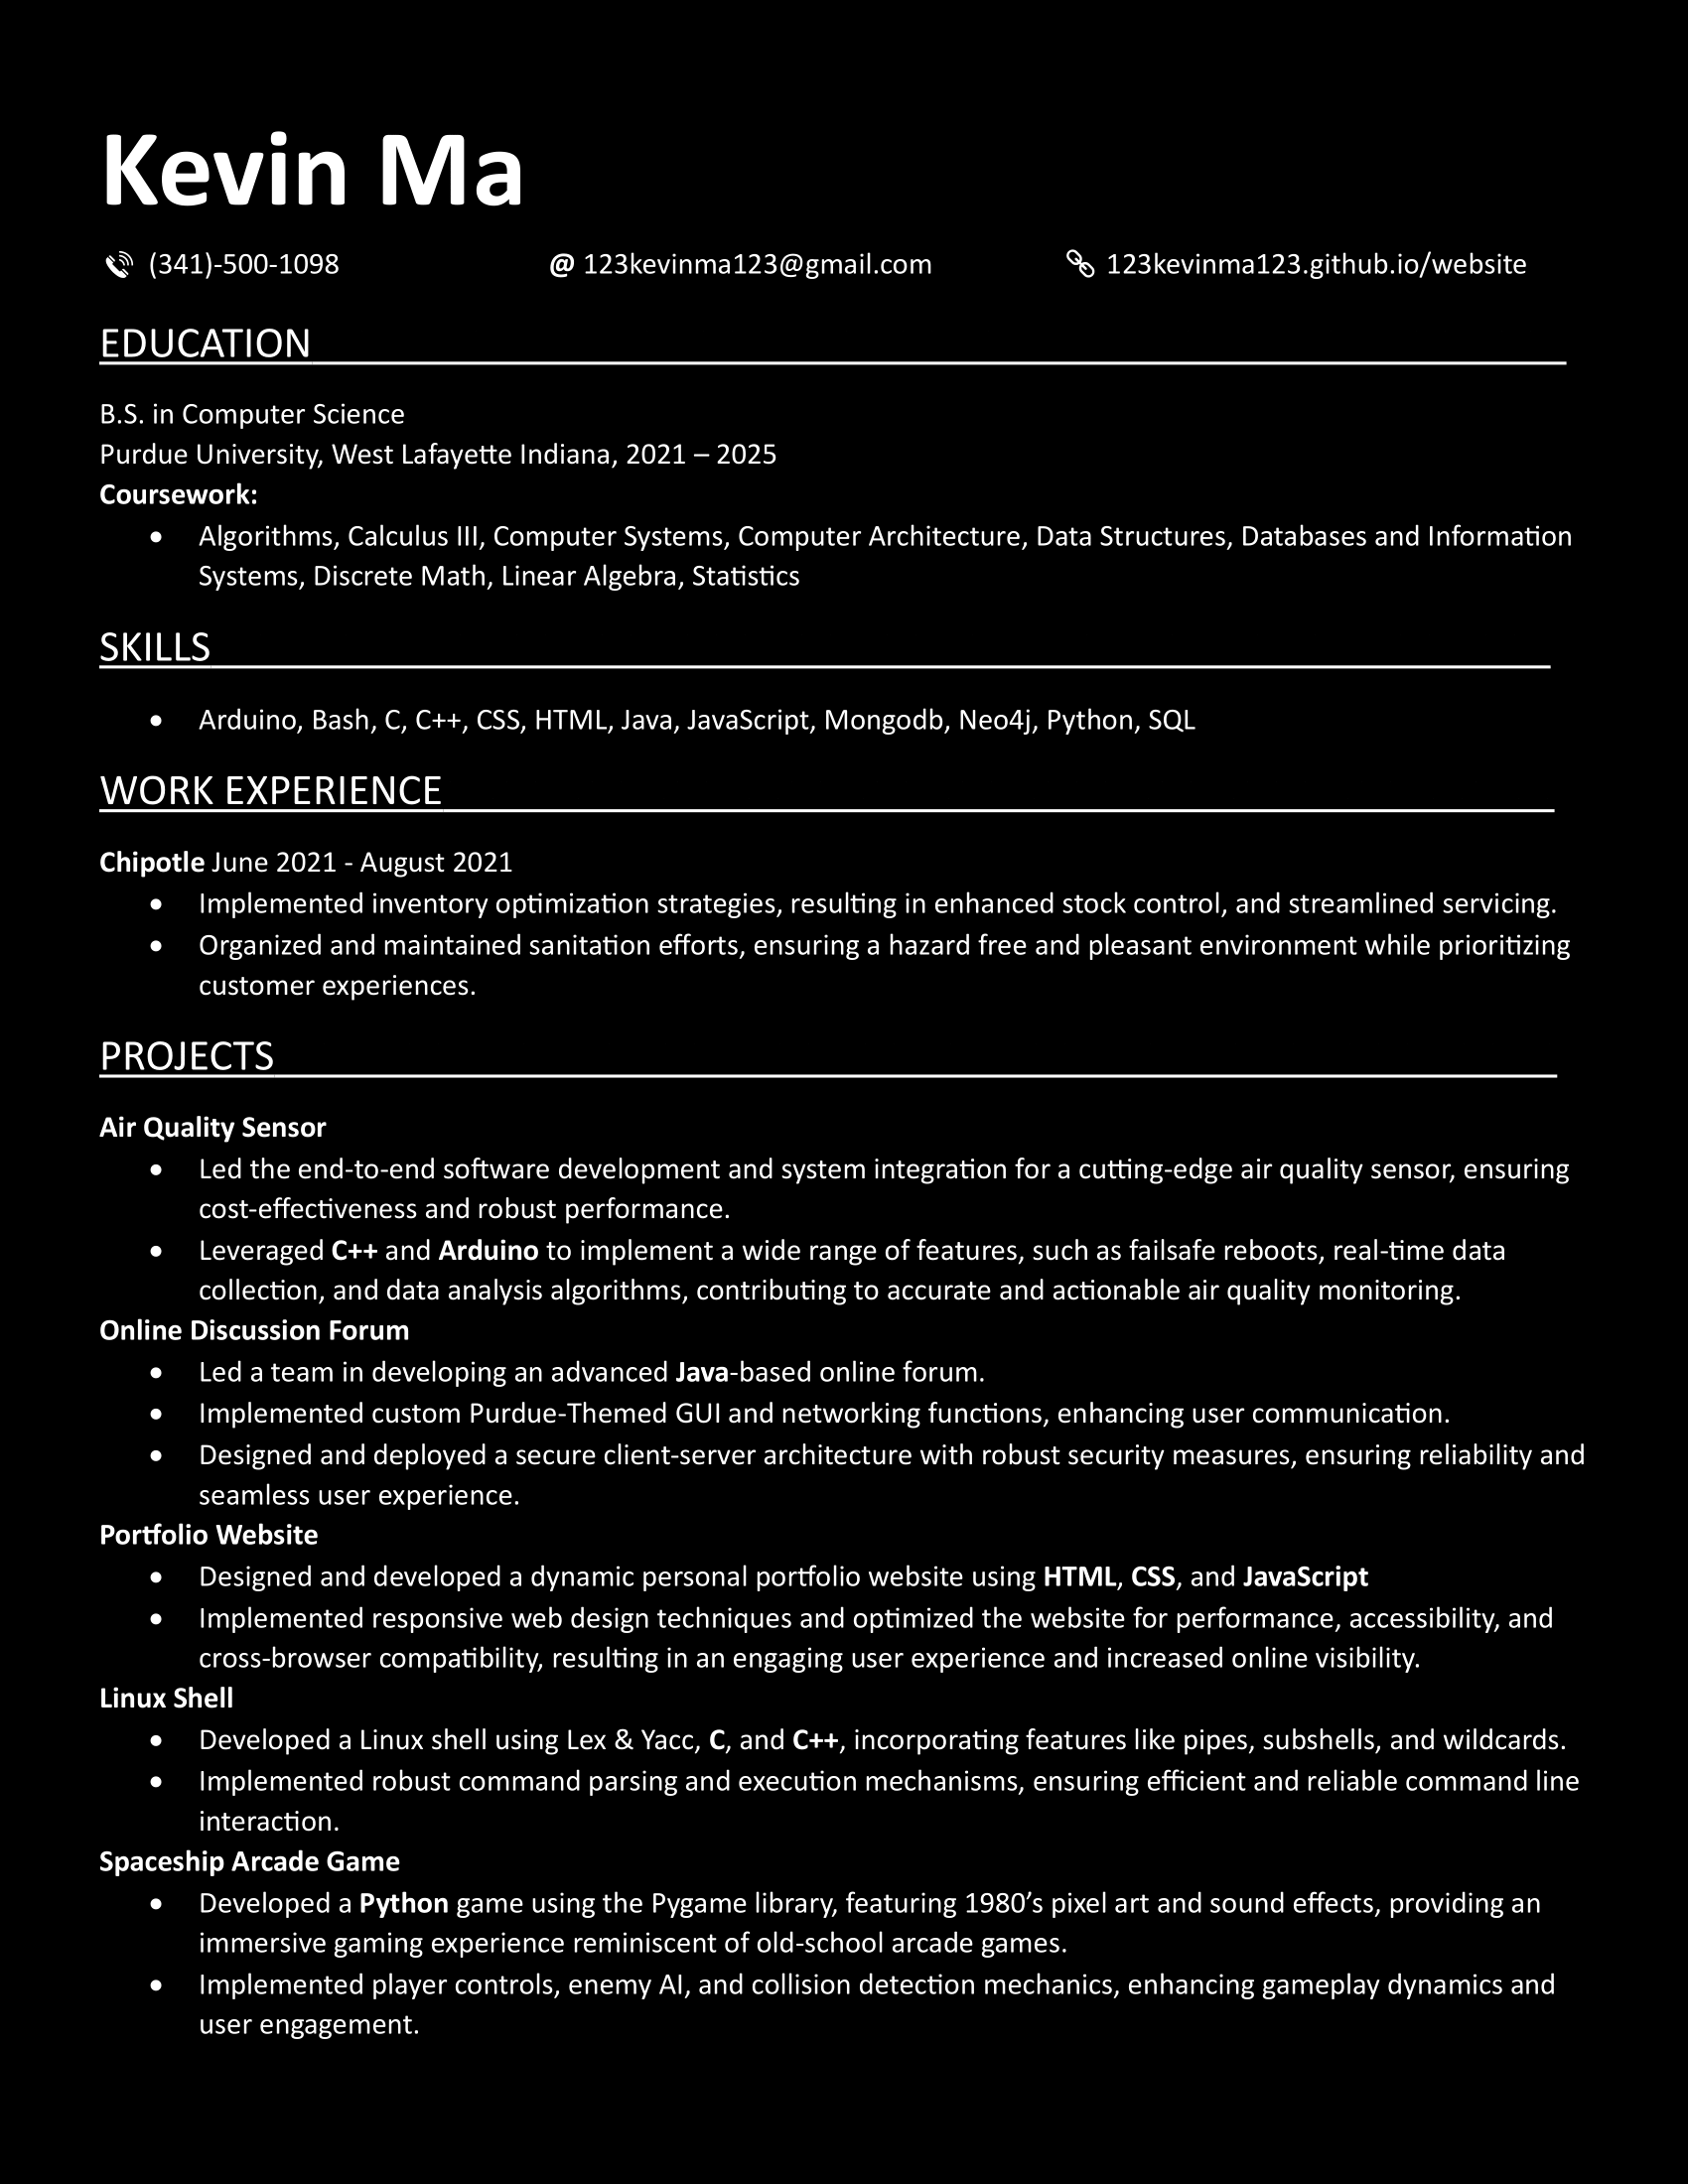 Kevin Ma
(341)-500-1098 @ 123kevinma123@gmail.com 123kevinma123.github.io/website
EDUCATION
B.S. in Computer Science
Purdue University, West Lafayette Indiana, 2021 – 2025
Coursework:
• Algorithms, Calculus III, Computer Systems, Computer Architecture, Data Structures, Databases and Information
Systems, Discrete Math, Linear Algebra, Statistics
SKILLS
• Arduino, Bash, C, C++, CSS, HTML, Java, JavaScript, Mongodb, Neo4j, Python, SQL
WORK EXPERIENCE
Chipotle June 2021 - August 2021
• Implemented inventory optimization strategies, resulting in enhanced stock control, and streamlined servicing.
• Organized and maintained sanitation efforts, ensuring a hazard free and pleasant environment while prioritizing
customer experiences.
PROJECTS
Air Quality Sensor
• Led the end-to-end software development and system integration for a cutting-edge air quality sensor, ensuring
cost-effectiveness and robust performance.
• Leveraged C++ and Arduino to implement a wide range of features, such as failsafe reboots, real-time data
collection, and data analysis algorithms, contributing to accurate and actionable air quality monitoring.
Online Discussion Forum
• Led a team in developing an advanced Java-based online forum.
• Implemented custom Purdue-Themed GUI and networking functions, enhancing user communication.
• Designed and deployed a secure client-server architecture with robust security measures, ensuring reliability and
seamless user experience.
Portfolio Website
• Designed and developed a dynamic personal portfolio website using HTML, CSS, and JavaScript
• Implemented responsive web design techniques and optimized the website for performance, accessibility, and
cross-browser compatibility, resulting in an engaging user experience and increased online visibility.
Linux Shell
• Developed a Linux shell using Lex & Yacc, C, and C++, incorporating features like pipes, subshells, and wildcards.
• Implemented robust command parsing and execution mechanisms, ensuring efficient and reliable command line
interaction.
Spaceship Arcade Game
• Developed a Python game using the Pygame library, featuring 1980’s pixel art and sound effects, providing an
immersive gaming experience reminiscent of old-school arcade games.
• Implemented player controls, enemy AI, and collision detection mechanics, enhancing gameplay dynamics and
user engagement.